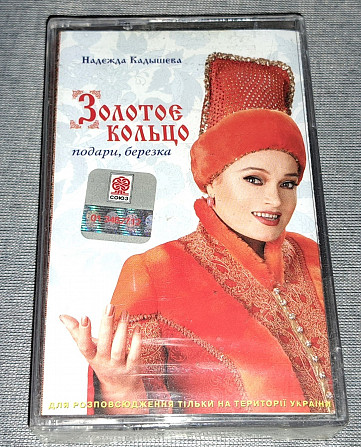 Надежда Кадышева
Золотое
кольцо
подари, березка
СОЮЗ
ДЛЯ РОЗПОВСЮДЖЕННЯ ТІЛЬКИ НА ТЕРИТОРІЇ УКРАЇНИ